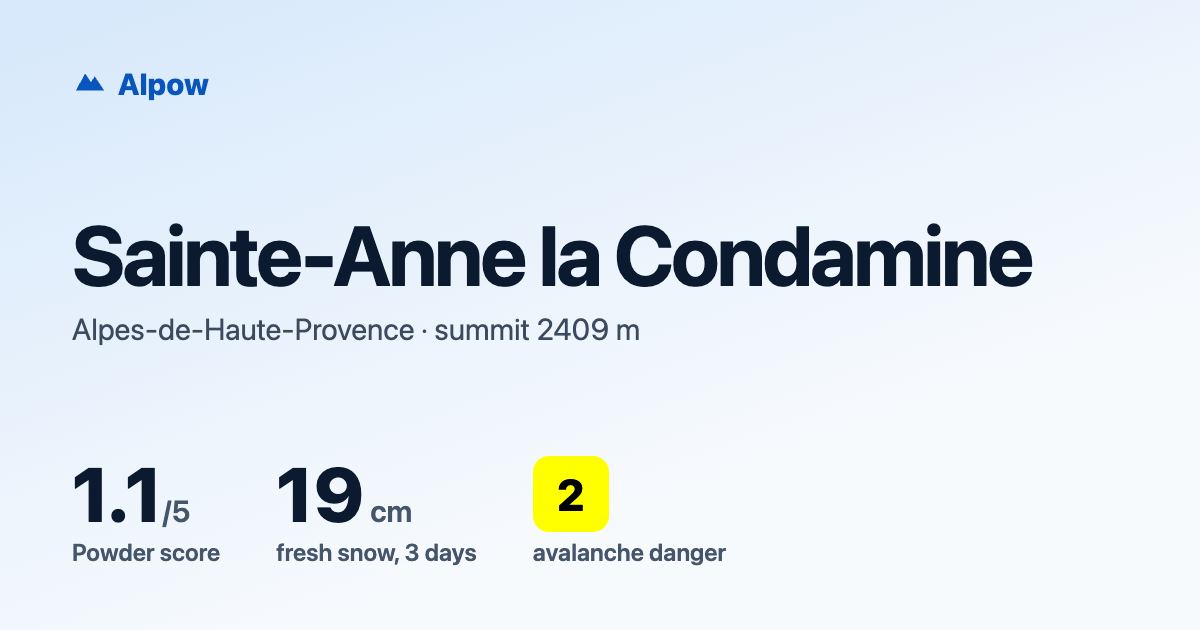 Alpow
Sainte-Anne la Condamine
Alpes-de-Haute-Provence · summit 2409 m
1.1/5
Powder score
19 cm
fresh snow, 3 days
2
avalanche danger